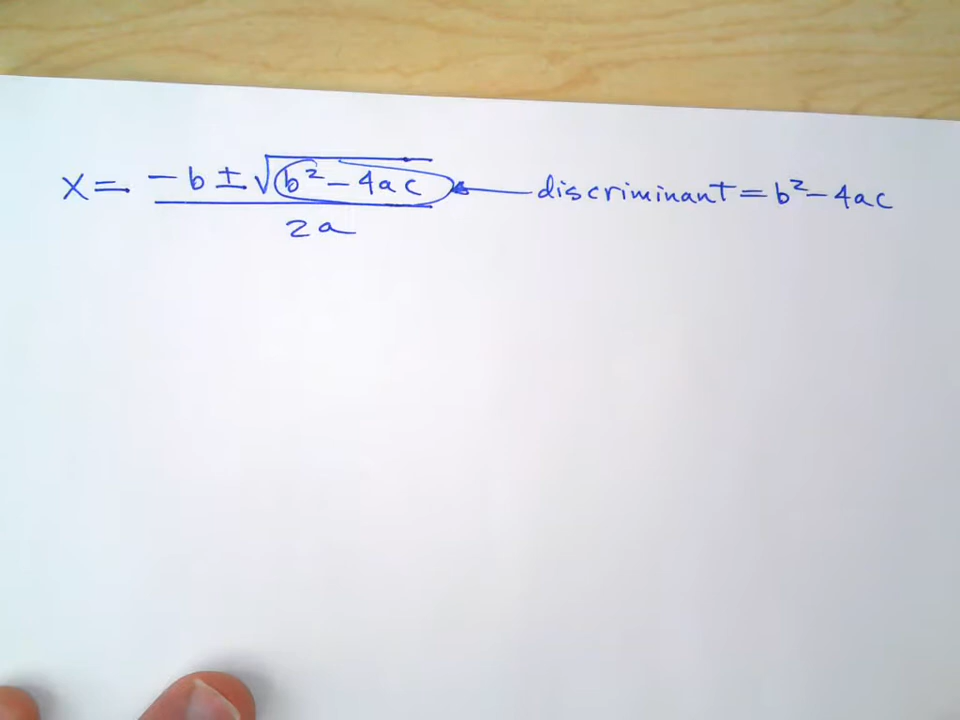 x = -b ± √(b² - 4ac) / 2a ← discriminant = b² - 4ac